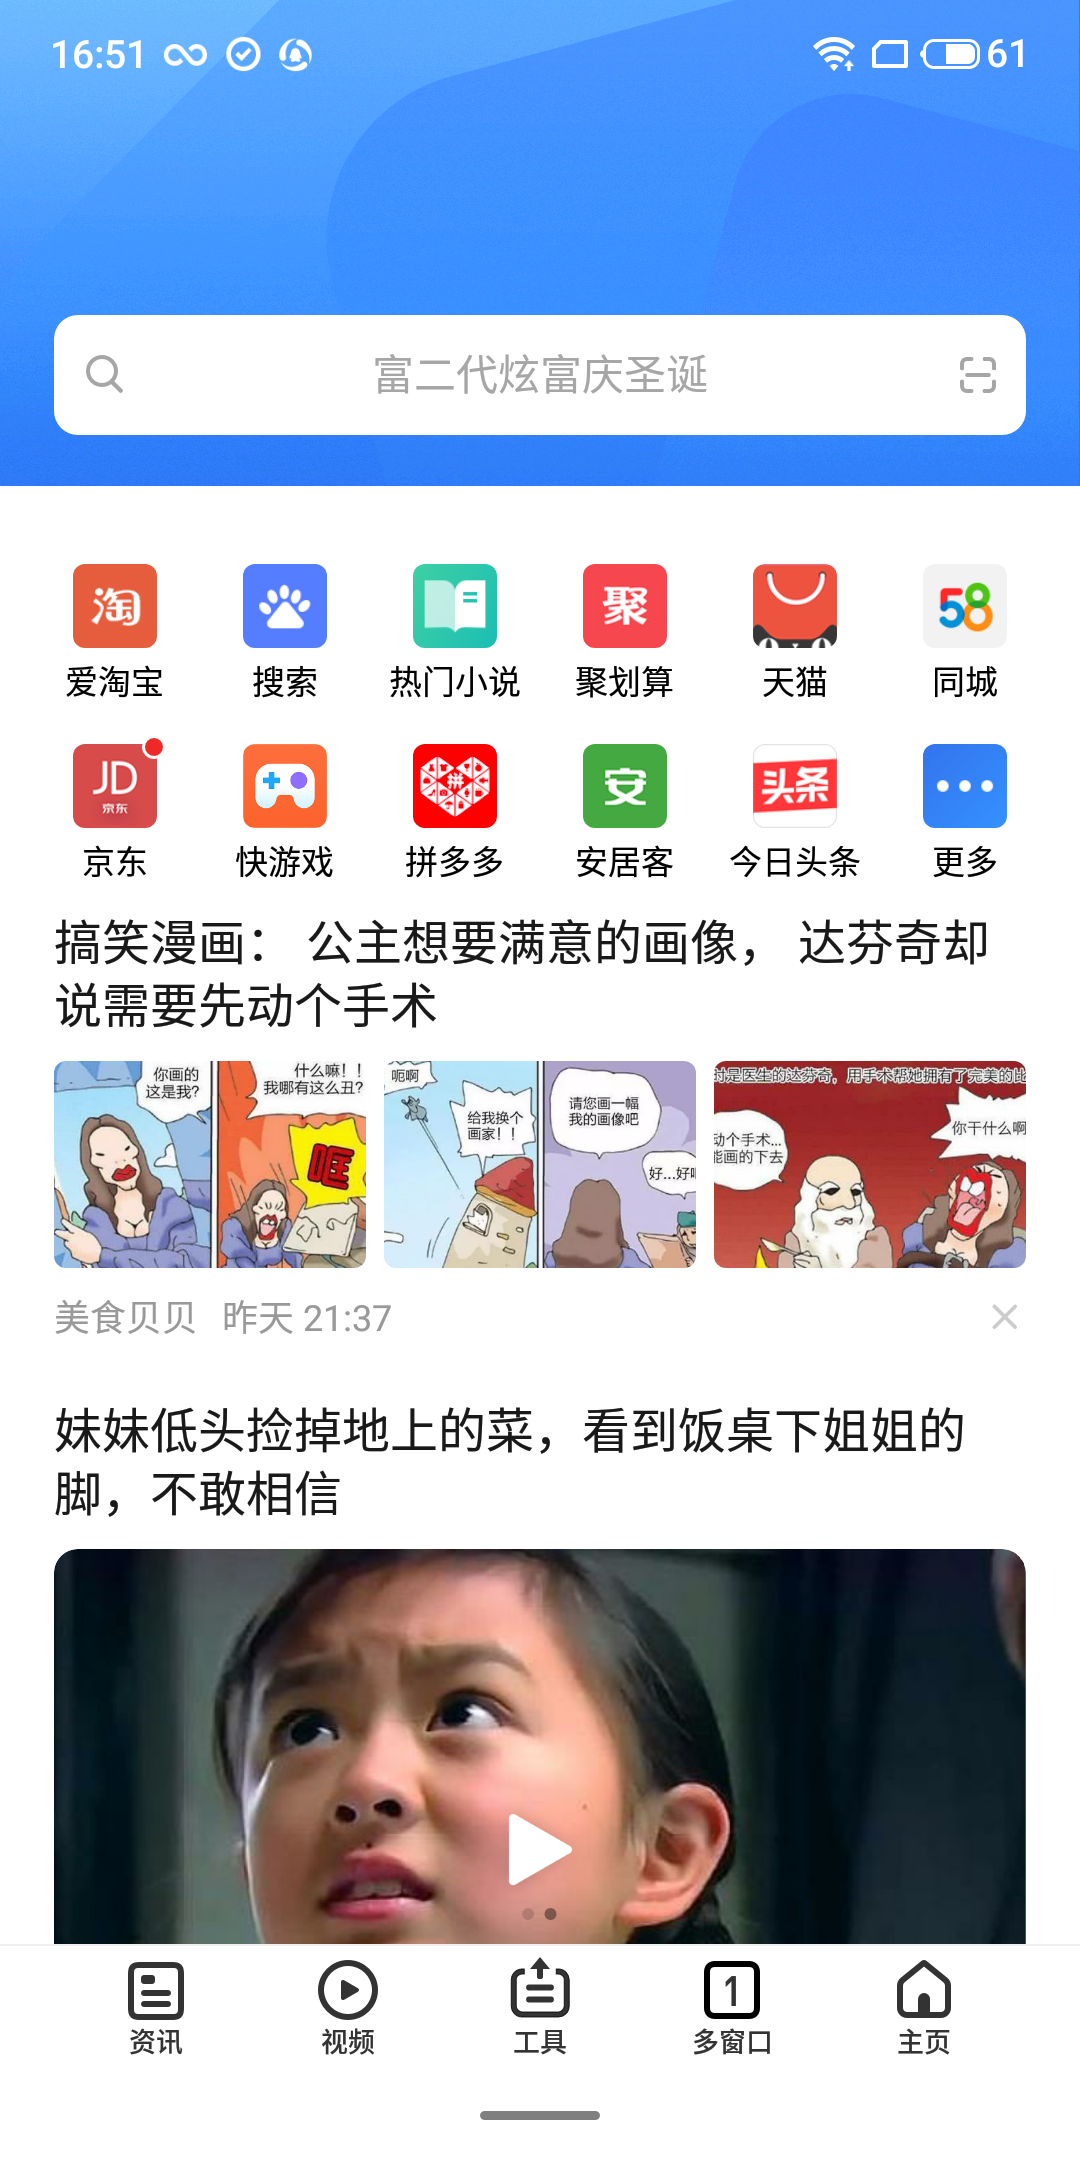 16:51
61
富二代炫富庆圣诞
淘
聚
58
爱淘宝
搜索
热门小说
聚划算
天猫
同城
JD
京东
拼
安
头条
京东
快游戏
拼多多
安居客
今日头条
更多
搞笑漫画： 公主想要满意的画像， 达芬奇却
说需要先动个手术
你画的
这是我?
什么嘛！！
我哪有这么丑?
哐
呃啊
给我换个
画家！！
请您画一幅
我的画像吧
好...好
是医生的达芬奇，用手术帮她拥有了完美的比
动个手术...
能画的下去
你干什么啊
美食贝贝 昨天 21:37
妹妹低头捡掉地上的菜，看到饭桌下姐姐的
脚，不敢相信
1
资讯
视频
工具
多窗口
主页